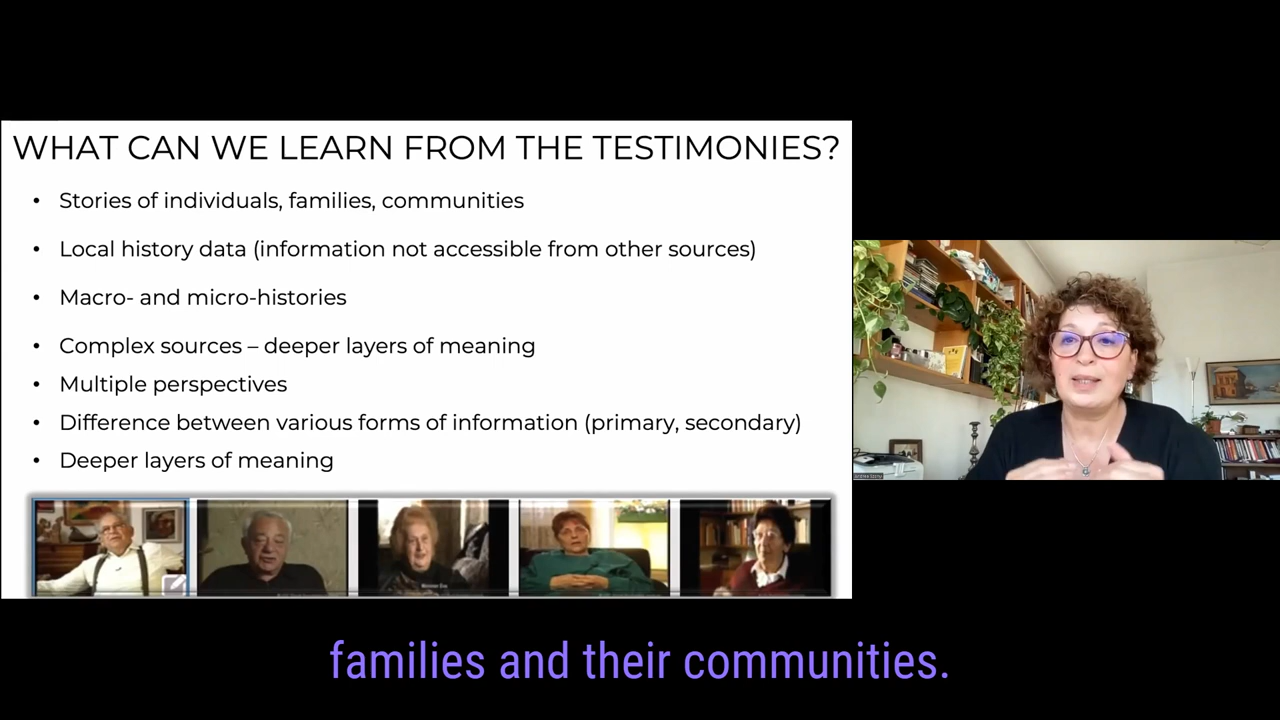 WHAT CAN WE LEARN FROM THE TESTIMONIES?
• Stories of individuals, families, communities
• Local history data (information not accessible from other sources)
• Macro- and micro-histories
• Complex sources – deeper layers of meaning
• Multiple perspectives
• Difference between various forms of information (primary, secondary)
• Deeper layers of meaning
families and their communities.